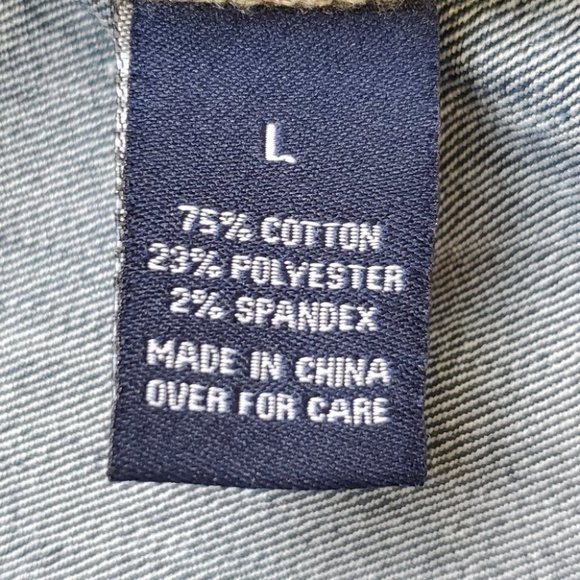 L
75% COTTON
23% POLYESTER
2% SPANDEX
MADE IN CHINA
OVER FOR CARE